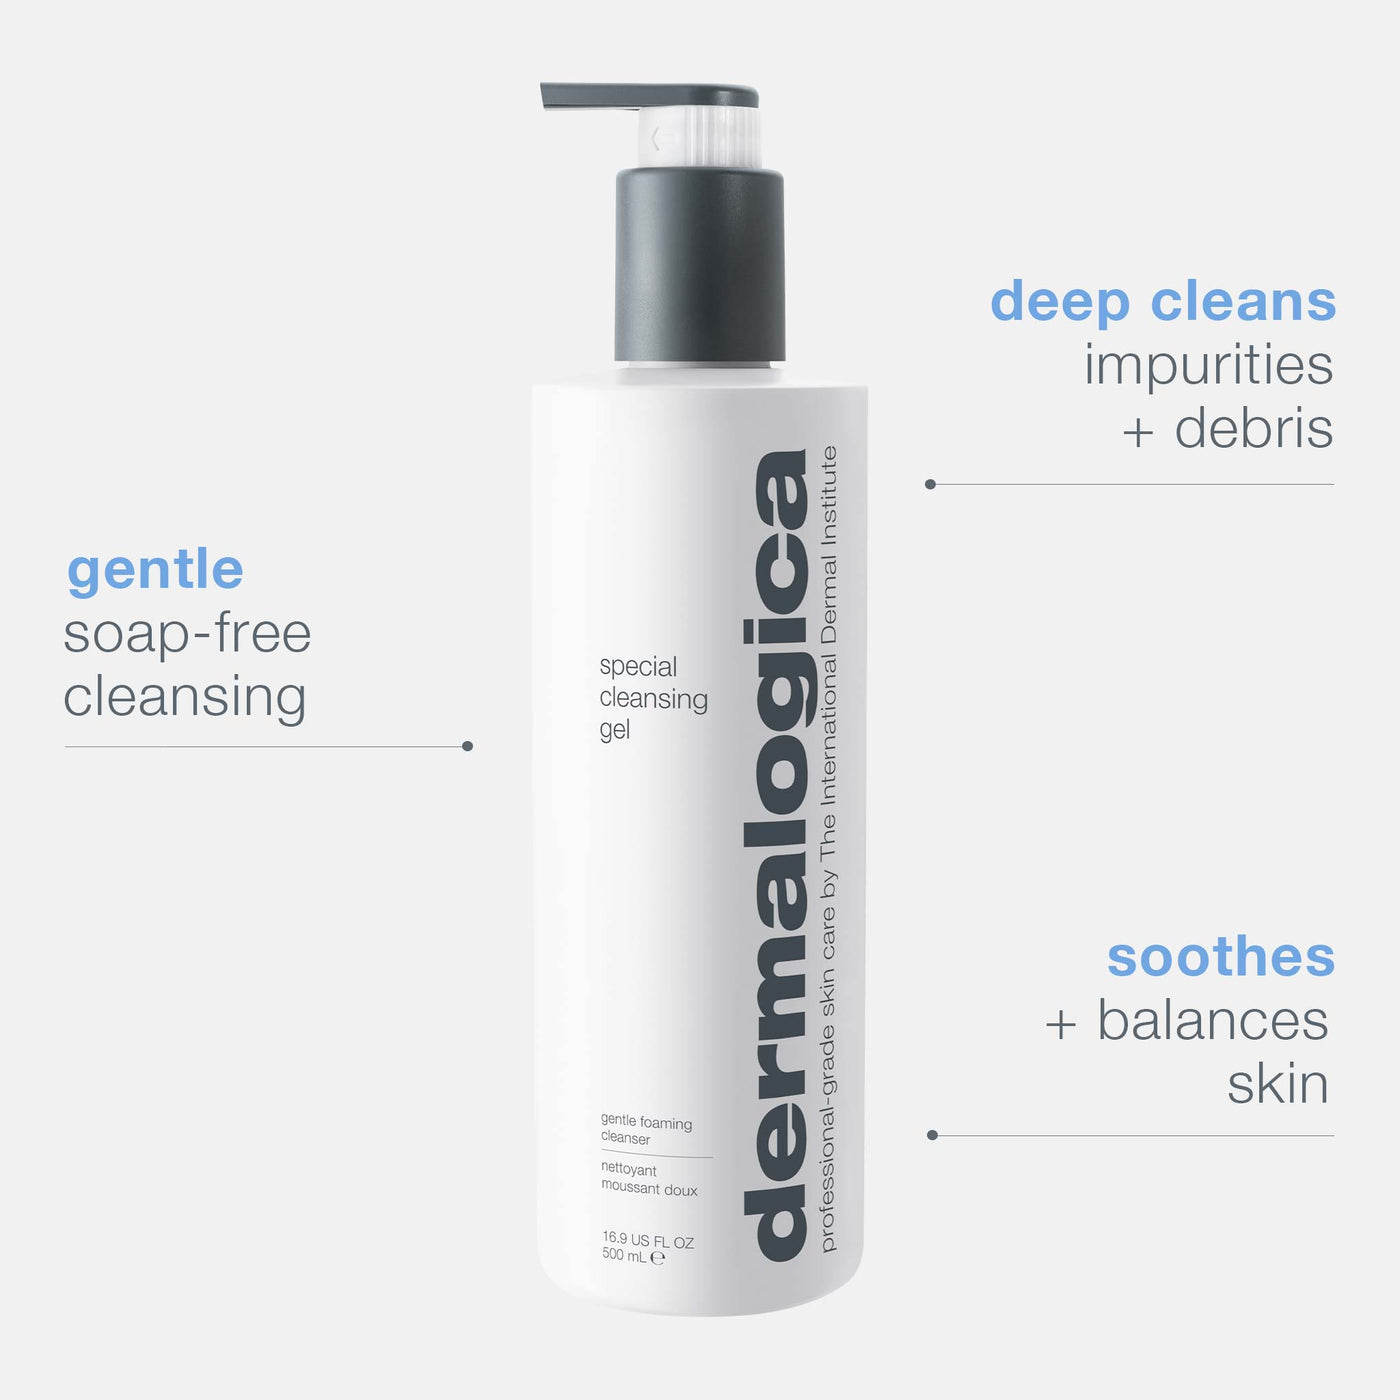 deep cleans
impurities
+ debris
gentle
soap-free
cleansing
special
cleansing
gel
dermalogica
professional-grade skin care by The International Dermal Institute
soothes
+ balances
skin
gentle foaming
cleanser
nettoyant
moussant doux
16.9 US FL OZ
500 mL ℮